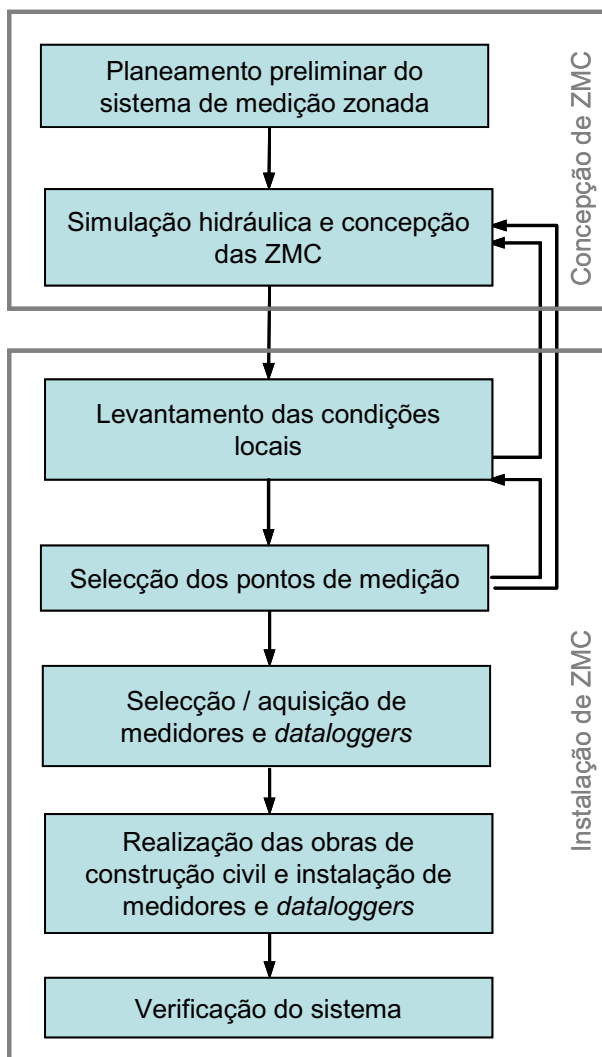 Planeamento preliminar do
sistema de medição zonada
Simulação hidráulica e concepção
das ZMC
Concepção de ZMC
Levantamento das condições
locais
Selecção dos pontos de medição
Selecção / aquisição de
medidores e dataloggers
Realização das obras de
construção civil e instalação de
medidores e dataloggers
Verificação do sistema
Instalação de ZMC